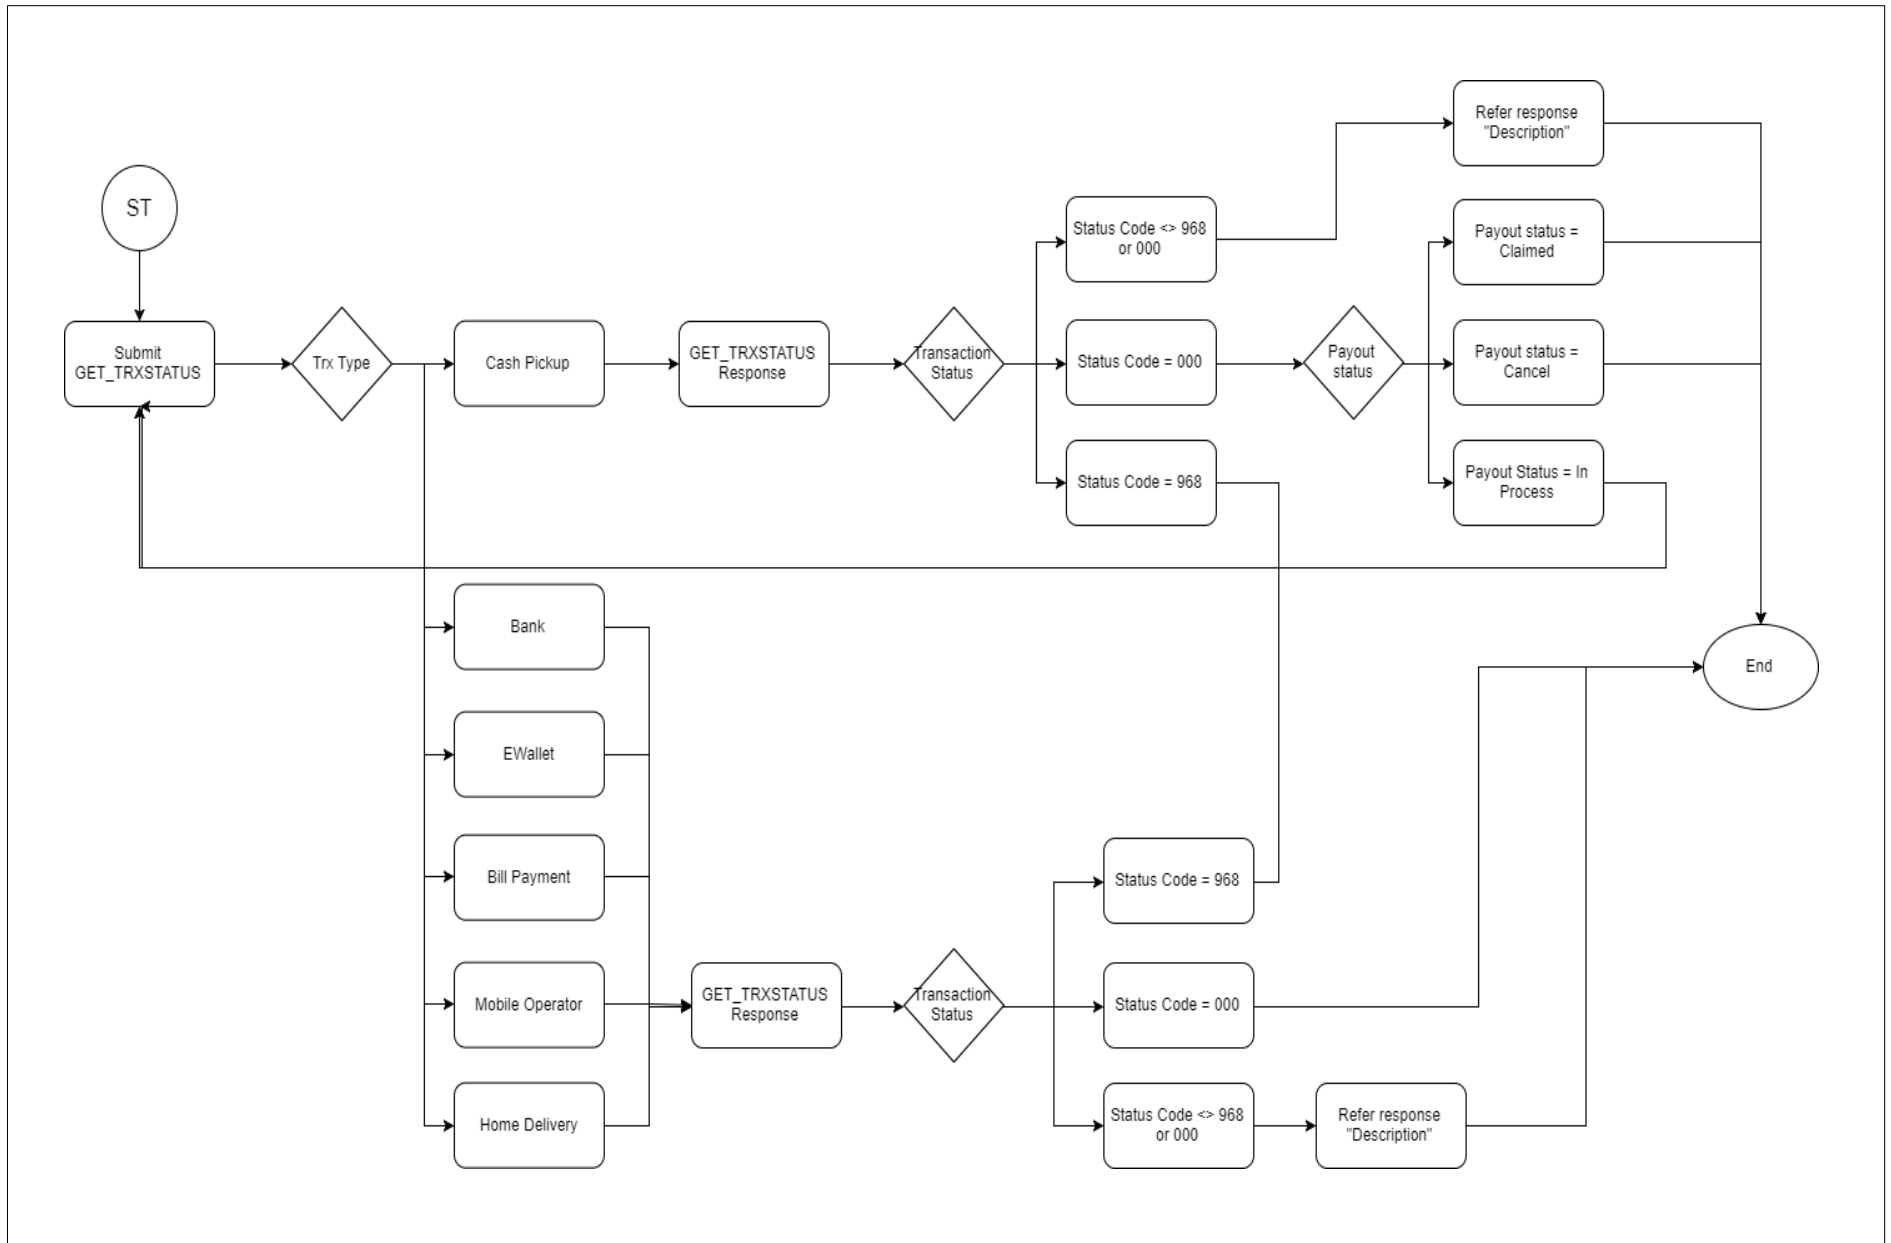 ST
Submit
GET_TRXSTATUS
Trx Type
Cash Pickup
GET_TRXSTATUS
Response
Transaction
Status
Status Code <> 968
or 000
Status Code = 000
Status Code = 968
Payout
status
Refer response
"Description"
Payout status =
Claimed
Payout status =
Cancel
Payout Status = In
Process
Bank
EWallet
Bill Payment
Mobile Operator
Home Delivery
GET_TRXSTATUS
Response
Transaction
Status
Status Code = 968
Status Code = 000
Status Code <> 968
or 000
Refer response
"Description"
End